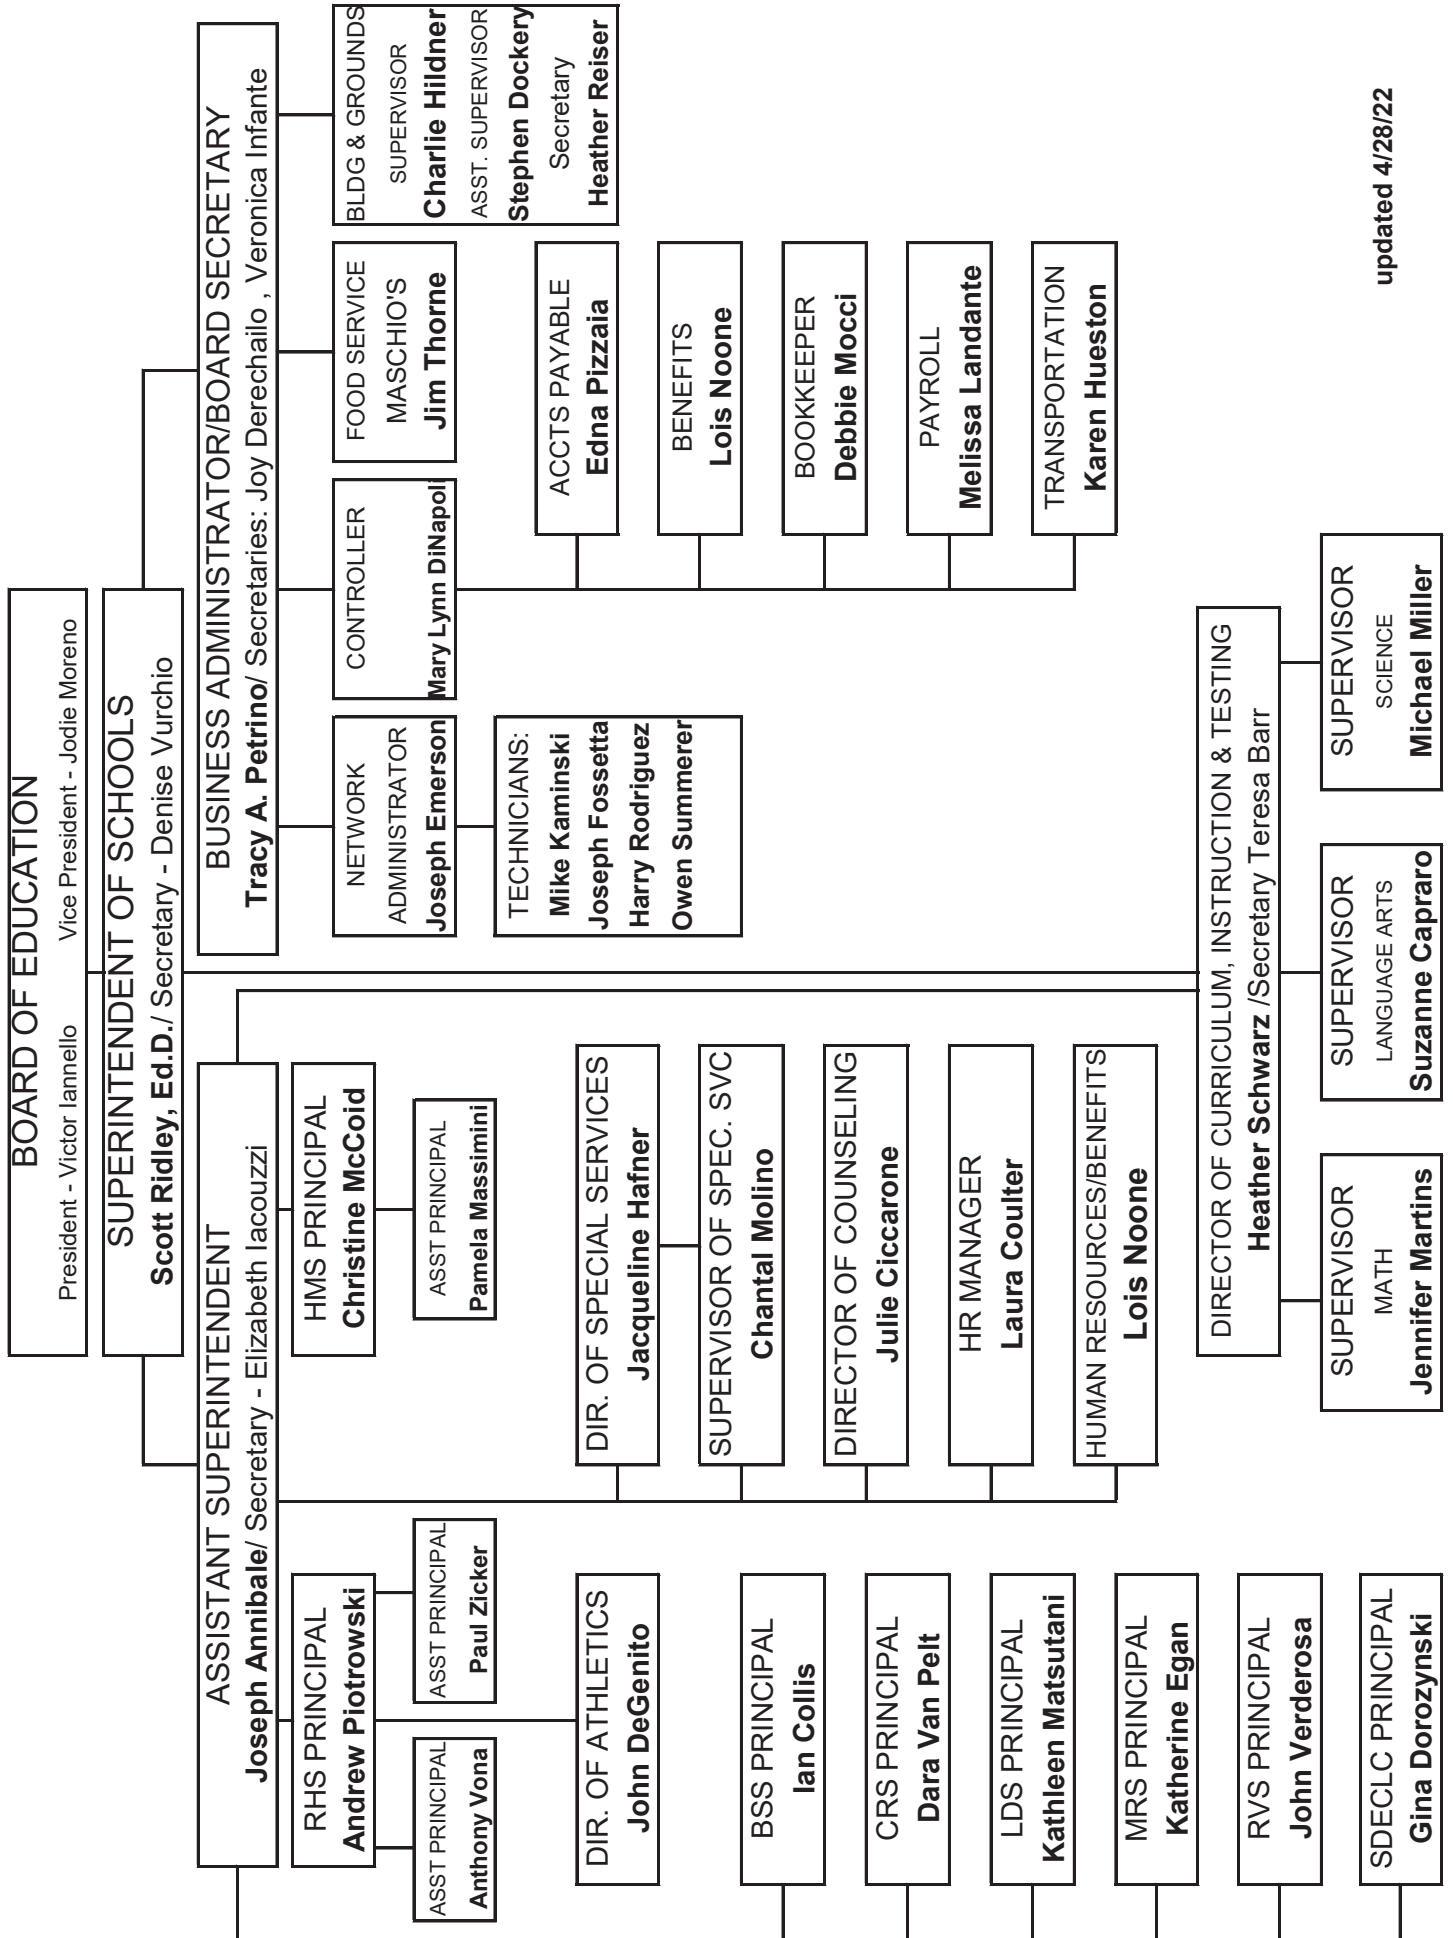 BOARD OF EDUCATION
President - Victor Iannello Vice President - Jodie Moreno
SUPERINTENDENT OF SCHOOLS
Scott Ridley, Ed.D./ Secretary - Denise Vurchio
ASSISTANT SUPERINTENDENT
Joseph Annibale/ Secretary - Elizabeth Iacouzzi
BUSINESS ADMINISTRATOR/BOARD SECRETARY
Tracy A. Petrino/ Secretaries: Joy Derechailo , Veronica Infante
RHS PRINCIPAL
Andrew Piotrowski
ASST PRINCIPAL
Anthony Vona
ASST PRINCIPAL
Paul Zicker
DIR. OF ATHLETICS
John DeGenito
BSS PRINCIPAL
Ian Collis
CRS PRINCIPAL
Dara Van Pelt
LDS PRINCIPAL
Kathleen Matsutani
MRS PRINCIPAL
Katherine Egan
RVS PRINCIPAL
John Verderosa
SDECLC PRINCIPAL
Gina Dorozynski
HMS PRINCIPAL
Christine McCoid
ASST PRINCIPAL
Pamela Massimini
DIR. OF SPECIAL SERVICES
Jacqueline Hafner
SUPERVISOR OF SPEC. SVC
Chantal Molino
DIRECTOR OF COUNSELING
Julie Ciccarone
HR MANAGER
Laura Coulter
HUMAN RESOURCES/BENEFITS
Lois Noone
NETWORK
ADMINISTRATOR
Joseph Emerson
TECHNICIANS:
Mike Kaminski
Joseph Fossetta
Harry Rodriguez
Owen Summerer
CONTROLLER
Mary Lynn DiNapoli
FOOD SERVICE
MASCHIO'S
Jim Thorne
BLDG & GROUNDS
SUPERVISOR
Charlie Hildner
ASST. SUPERVISOR
Stephen Dockery
Secretary
Heather Reiser
ACCTS PAYABLE
Edna Pizzaia
BENEFITS
Lois Noone
BOOKKEEPER
Debbie Mocci
PAYROLL
Melissa Landante
TRANSPORTATION
Karen Hueston
DIRECTOR OF CURRICULUM, INSTRUCTION & TESTING
Heather Schwarz /Secretary Teresa Barr
SUPERVISOR
MATH
Jennifer Martins
SUPERVISOR
LANGUAGE ARTS
Suzanne Capraro
SUPERVISOR
SCIENCE
Michael Miller
updated 4/28/22